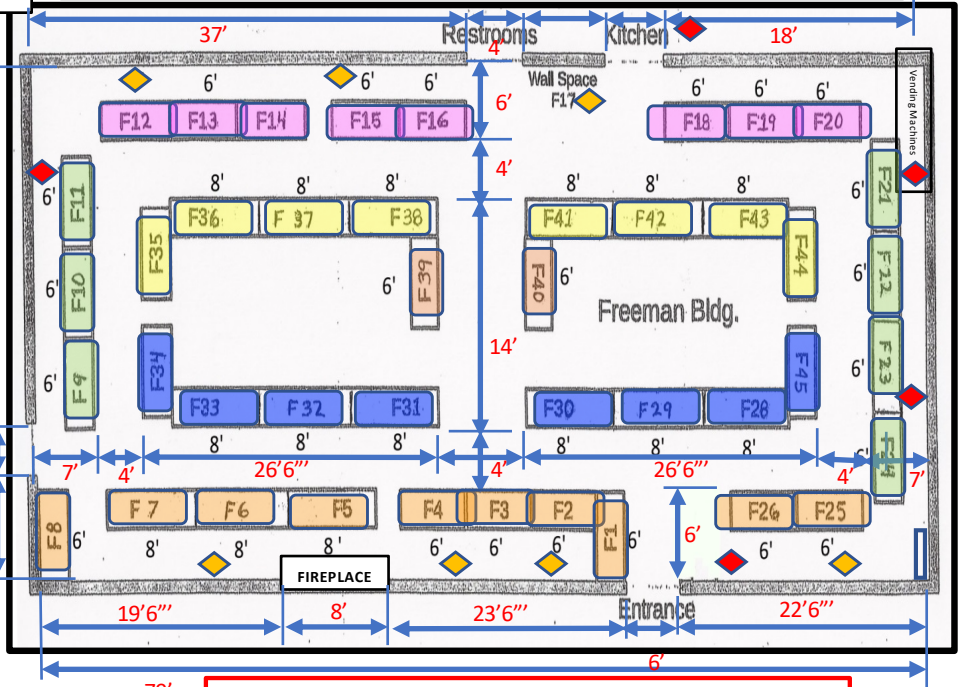 37’
Restrooms
4’
Kitchen
18’
6' 6' 6'
Wall Space
F17
6’
6' 6' 6'
Vending Machines
F12 F13 F14 F15 F16
F18 F19 F20
4’
6' F11
8' 8' 8'
8' 8' 8'
6' F21
F36 F 37 F38
F41 F42 F43
F35
F44
6' F10
6' F39
F40 6'
6' F22
Freeman Bldg.
14’
F34
F45
6' F9
6' F23
F33 F32 F31
F30 F29 F28
8' 8' 8'
8' 8' 8'
6'
7’ 4’ 26’6”’ 4’ 26’6”’ 4’ 7’
F8 6'
F 7 F6 F5
F4 F3 F2 F1 6'
6’
F26 F25
8' 8' 8'
6' 6' 6'
6' 6'
FIREPLACE
Entrance
19’6”’ 8’ 23’6”’ 22’6”’
6’